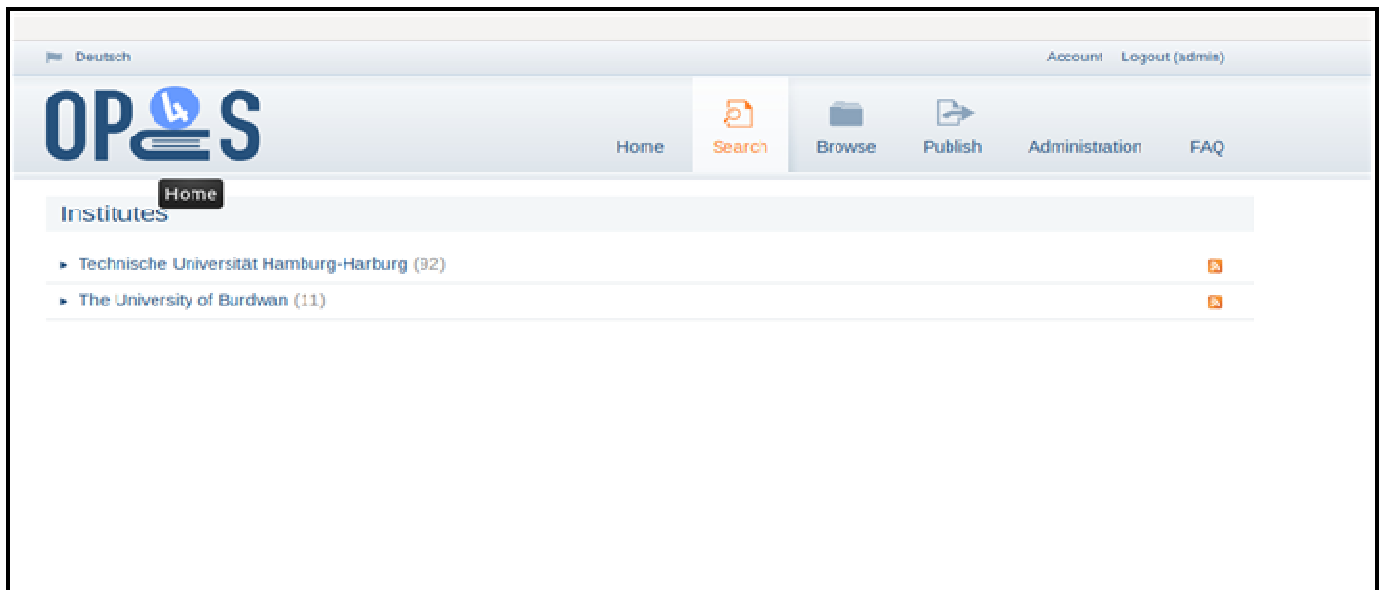 Deutsch Account Logout (admin)
OPUS 4
Home Search Browse Publish Administration FAQ
Home
Institutes
Technische Universität Hamburg-Harburg (92)
The University of Burdwan (11)